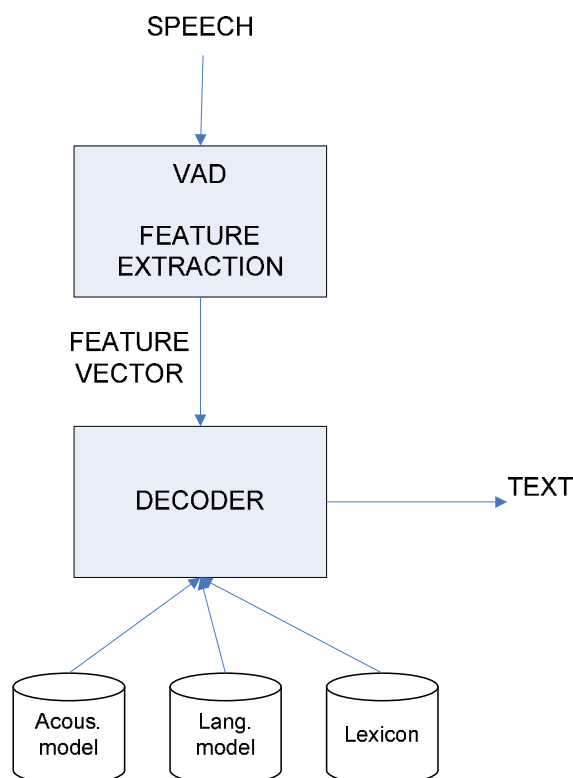 SPEECH
VAD
FEATURE
EXTRACTION
FEATURE
VECTOR
DECODER
TEXT
Acous.
model
Lang.
model
Lexicon